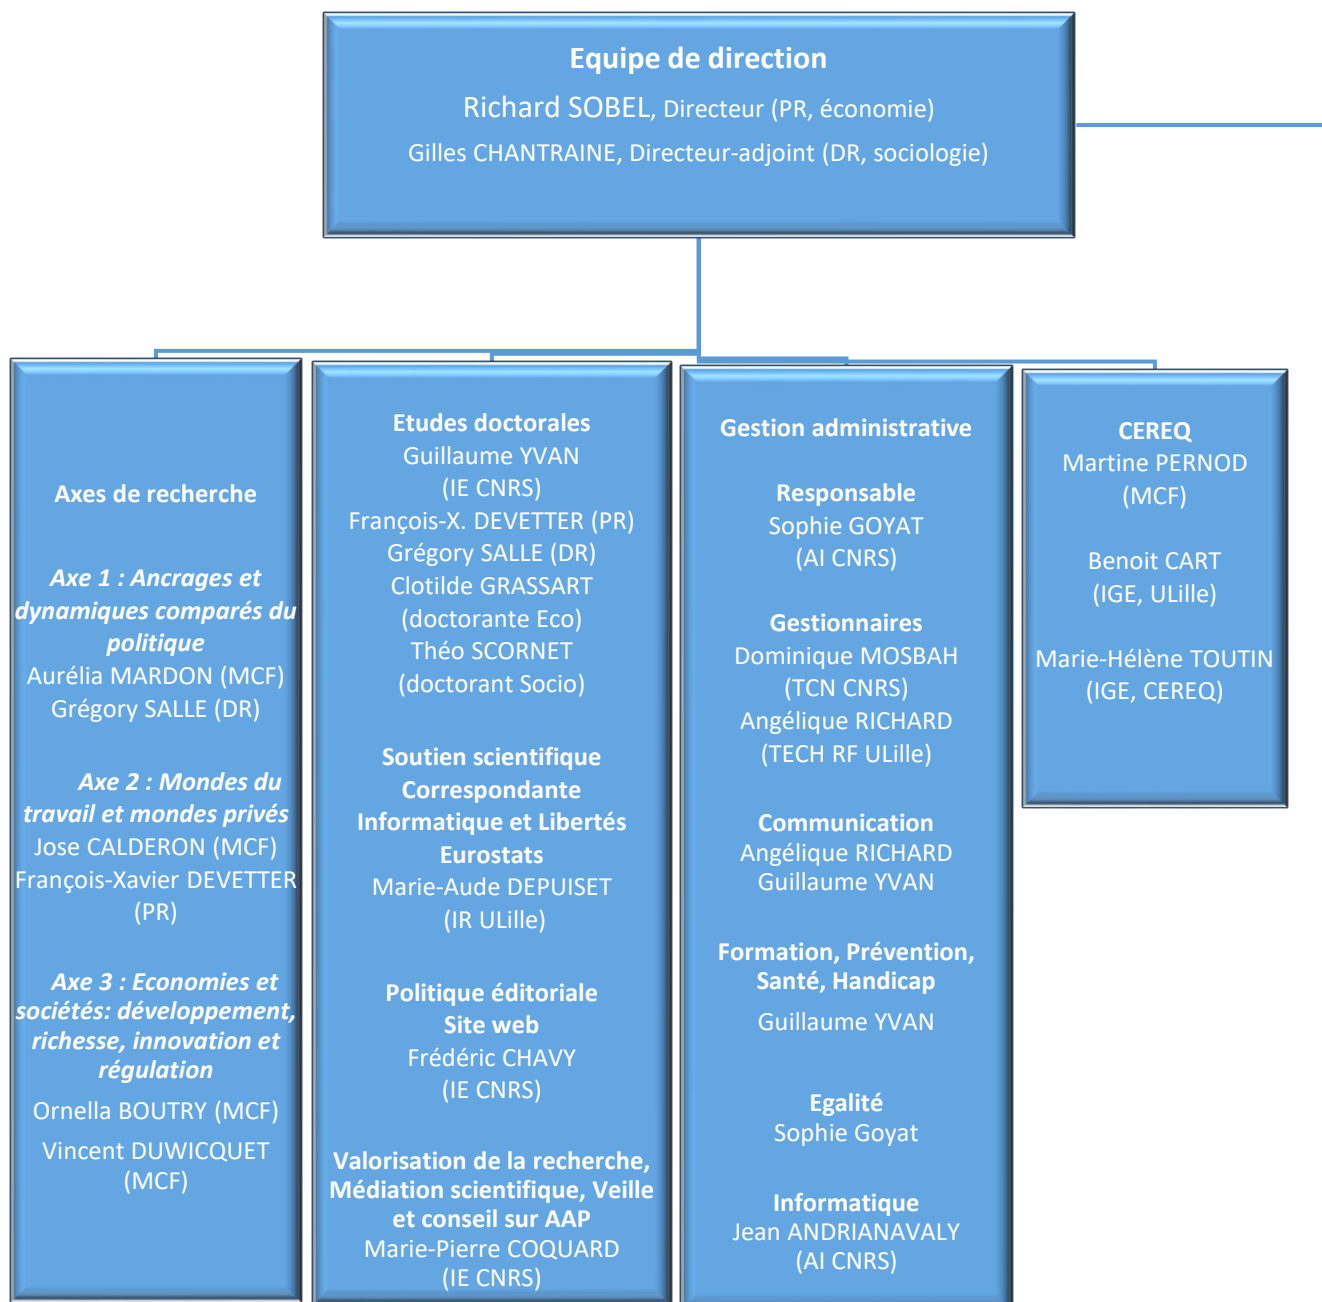 Equipe de direction
Richard SOBEL, Directeur (PR, économie)
Gilles CHANTRAINE, Directeur-adjoint (DR, sociologie)
Axes de recherche
Axe 1 : Ancrages et
dynamiques comparés du
politique
Aurélia MARDON (MCF)
Grégory SALLE (DR)
Axe 2 : Mondes du
travail et mondes privés
Jose CALDERON (MCF)
François-Xavier DEVETTER
(PR)
Axe 3 : Economies et
sociétés: développement,
richesse, innovation et
régulation
Ornella BOUTRY (MCF)
Vincent DUWICQUET
(MCF)
Etudes doctorales
Guillaume YVAN
(IE CNRS)
François-X. DEVETTER (PR)
Grégory SALLE (DR)
Clotilde GRASSART
(doctorante Eco)
Théo SCORNET
(doctorant Socio)
Soutien scientifique
Correspondante
Informatique et Libertés
Eurostats
Marie-Aude DEPUISET
(IR ULille)
Politique éditoriale
Site web
Frédéric CHAVY
(IE CNRS)
Valorisation de la recherche,
Médiation scientifique, Veille
et conseil sur AAP
Marie-Pierre COQUARD
(IE CNRS)
Gestion administrative
Responsable
Sophie GOYAT
(AI CNRS)
Gestionnaires
Dominique MOSBAH
(TCN CNRS)
Angélique RICHARD
(TECH RF ULille)
Communication
Angélique RICHARD
Guillaume YVAN
Formation, Prévention,
Santé, Handicap
Guillaume YVAN
Egalité
Sophie Goyat
Informatique
Jean ANDRIANAVALY
(AI CNRS)
CEREQ
Martine PERNOD
(MCF)
Benoit CART
(IGE, ULille)
Marie-Hélène TOUTIN
(IGE, CEREQ)